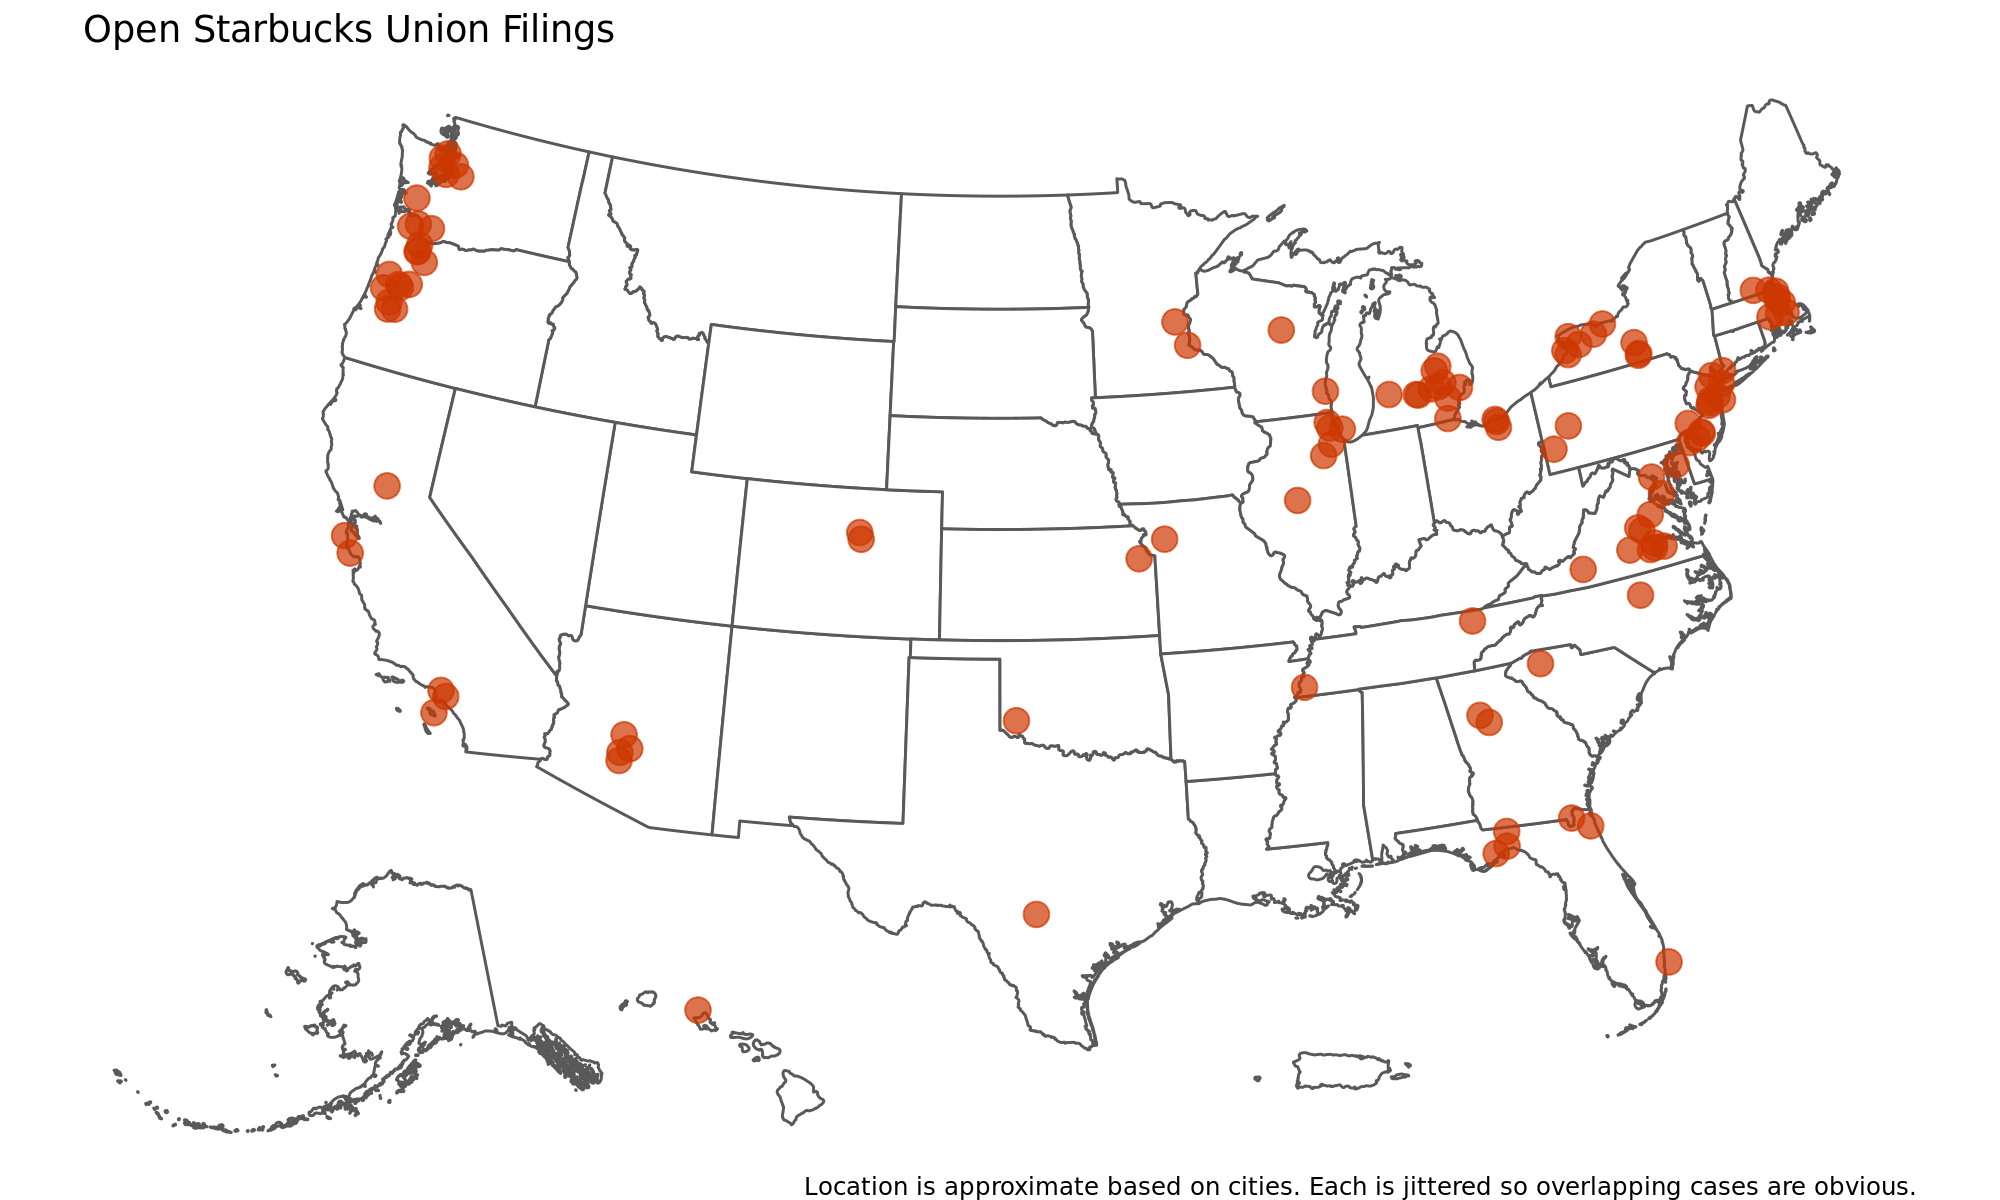 Open Starbucks Union Filings
Location is approximate based on cities. Each is jittered so overlapping cases are obvious.